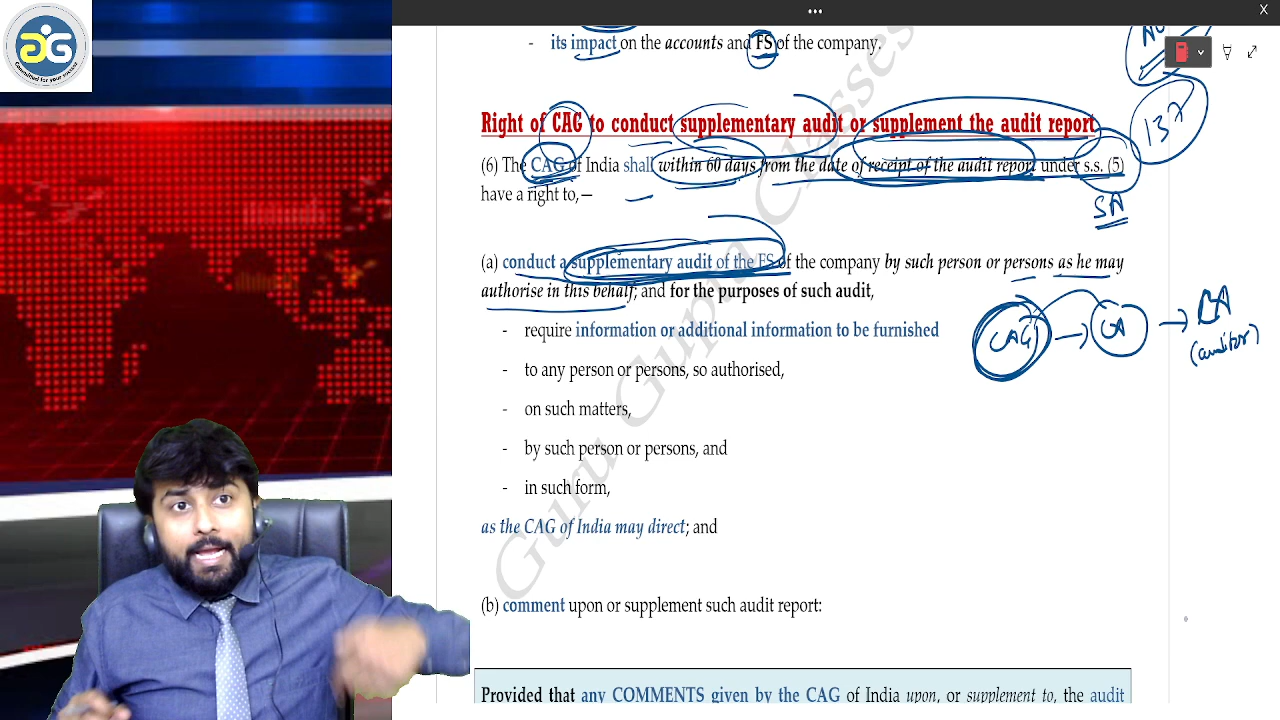 - its impact on the accounts and FS of the company.
Right of CAG to conduct supplementary audit or supplement the audit report
137
(6) The CAG of India shall within 60 days from the date of receipt of the audit report under s.s. (5)
have a right to,—
SA
(a) conduct a supplementary audit of the FS of the company by such person or persons as he may
authorise in this behalf; and for the purposes of such audit,
- require information or additional information to be furnished
CAG → CA → CA
(auditor)
- to any person or persons, so authorised,
- on such matters,
- by such person or persons, and
- in such form,
as the CAG of India may direct; and
(b) comment upon or supplement such audit report:
Provided that any COMMENTS given by the CAG of India upon, or supplement to, the audit
Guru Gupta Classes